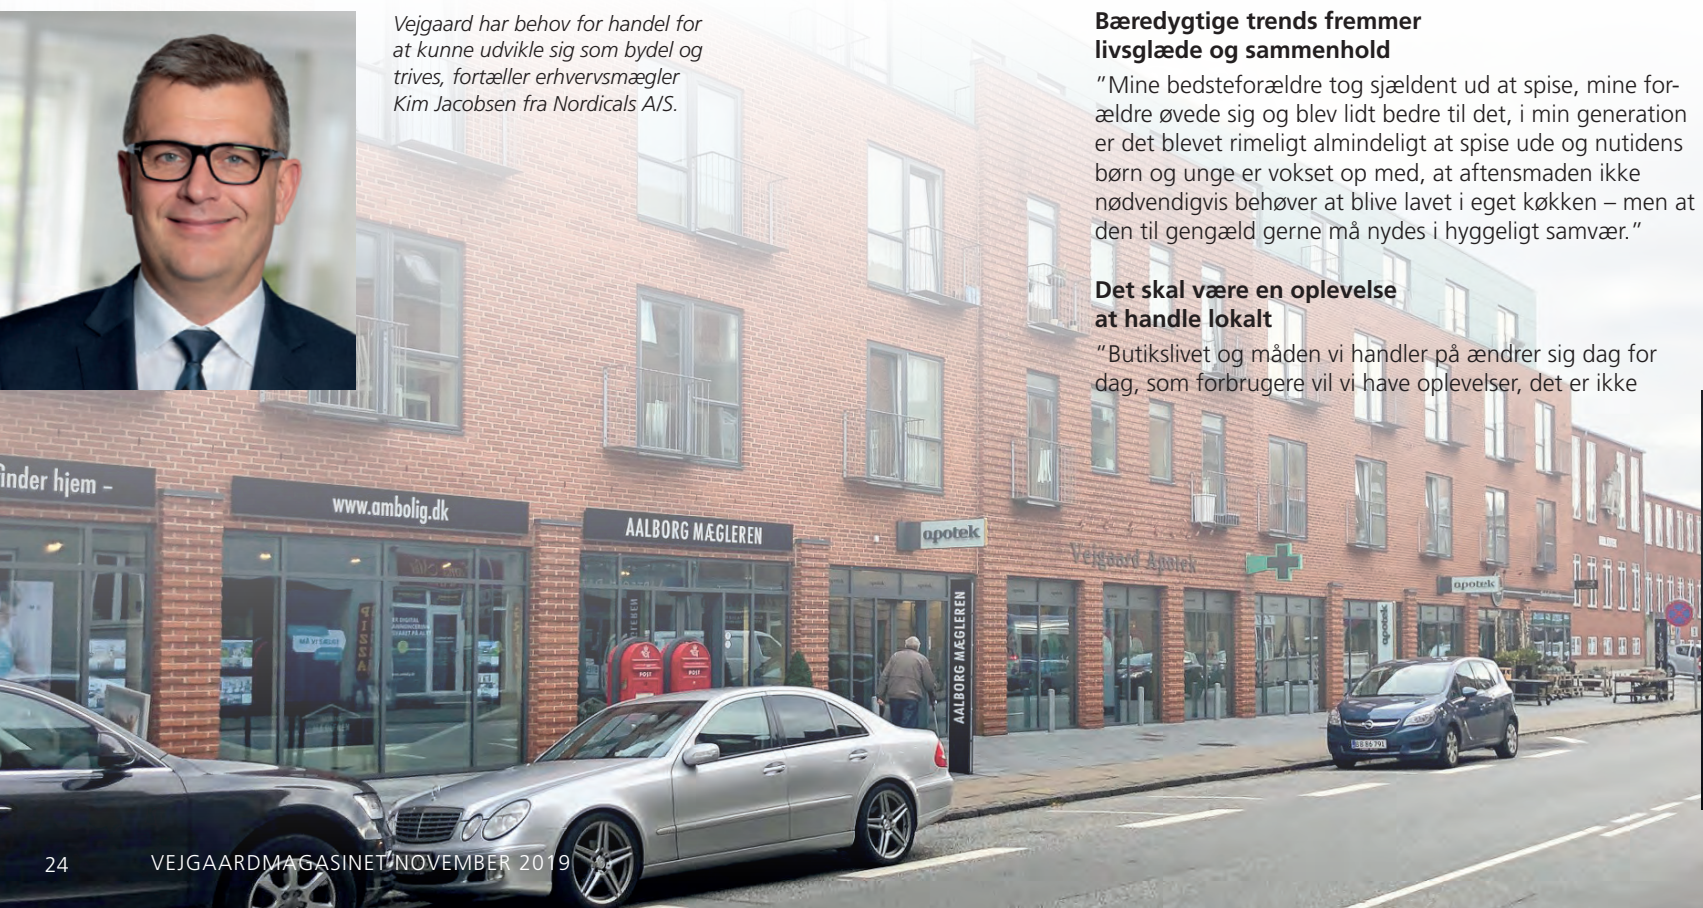 Vejgaard har behov for handel for
at kunne udvikle sig som bydel og
trives, fortæller erhvervsmægler
Kim Jacobsen fra Nordicals A/S.
Bæredygtige trends fremmer
livsglæde og sammenhold
”Mine bedsteforældre tog sjældent ud at spise, mine for-
ældre øvede sig og blev lidt bedre til det, i min generation
er det blevet rimeligt almindeligt at spise ude og nutidens
børn og unge er vokset op med, at aftensmaden ikke
nødvendigvis behøver at blive lavet i eget køkken – men at
den til gengæld gerne må nydes i hyggeligt samvær.”
Det skal være en oplevelse
at handle lokalt
”Butikslivet og måden vi handler på ændrer sig dag for
dag, som forbrugere vil vi have oplevelser, det er ikke
finder hjem –
www.ambolig.dk
AALBORG MÆGLEREN
apotek
Vejgaard Apotek
apotek
apotek
AALBORG MÆGLEREN
PIZZA
POST
POST
BB 86 791
24
VEJGAARDMAGASINET NOVEMBER 2019